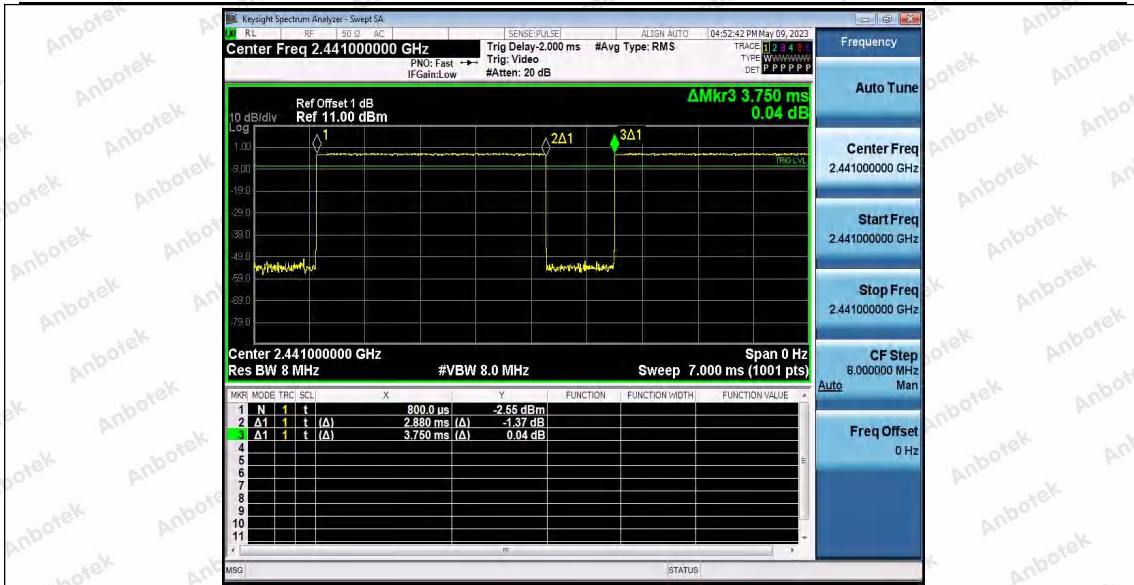 Keysight Spectrum Analyzer - Swept SA
RL RF 50 Ω AC SENSE:PULSE ALIGN AUTO 04:52:42 PM May 09, 2023
Center Freq 2.441000000 GHz
PNO: Fast
IFGain:Low
Trig Delay-2.000 ms
Trig: Video
#Atten: 20 dB
#Avg Type: RMS
TRACE 1 2 3 4 5 6
TYPE WWWWWW
DET P P P P P P
Frequency
Auto Tune
Center Freq
2.441000000 GHz
Start Freq
2.441000000 GHz
Stop Freq
2.441000000 GHz
CF Step
8.000000 MHz
Auto Man
Freq Offset
0 Hz
ΔMkr3 3.750 ms
0.04 dB
Ref Offset 1 dB
10 dB/div Ref 11.00 dBm
Log
1.00
-9.00
-19.0
-29.0
-39.0
-49.0
-59.0
-69.0
-79.0
1
2Δ1
3Δ1
TRIG LVL
Center 2.441000000 GHz Span 0 Hz
Res BW 8 MHz #VBW 8.0 MHz Sweep 7.000 ms (1001 pts)
MKR MODE TRC SCL X Y FUNCTION FUNCTION WIDTH FUNCTION VALUE
1 N 1 t 800.0 µs -2.55 dBm
2 Δ1 1 t (Δ) 2.880 ms (Δ) -1.37 dB
3 Δ1 1 t (Δ) 3.750 ms (Δ) 0.04 dB
4
5
6
7
8
9
10
11
MSG STATUS
Anbotek